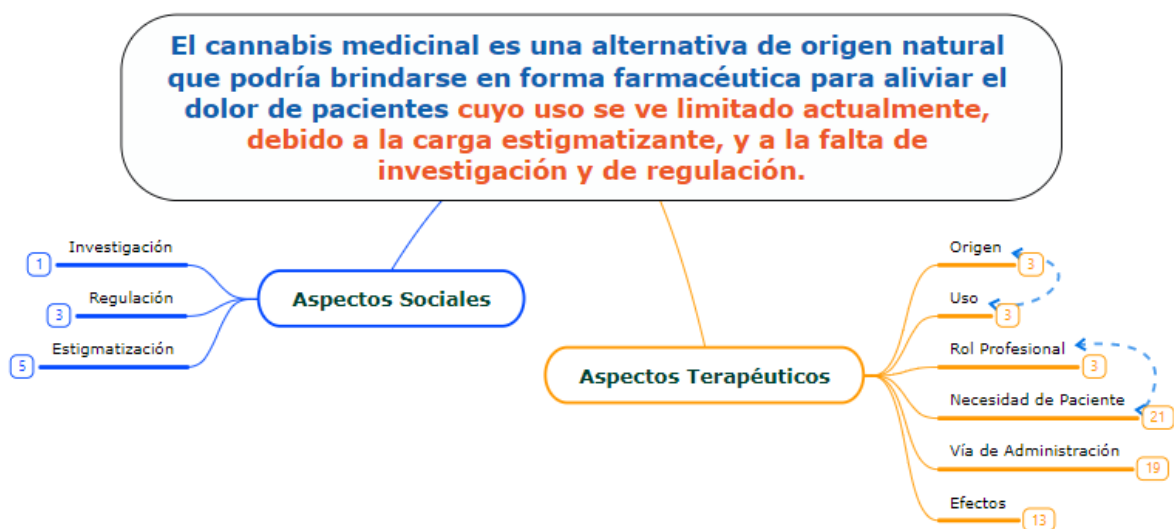 El cannabis medicinal es una alternativa de origen natural
que podría brindarse en forma farmacéutica para aliviar el
dolor de pacientes cuyo uso se ve limitado actualmente,
debido a la carga estigmatizante, y a la falta de
investigación y de regulación.
Aspectos Sociales
Investigación
1
Regulación
3
Estigmatización
5
Aspectos Terapéuticos
Origen
3
Uso
3
Rol Profesional
3
Necesidad de Paciente
21
Vía de Administración
19
Efectos
13